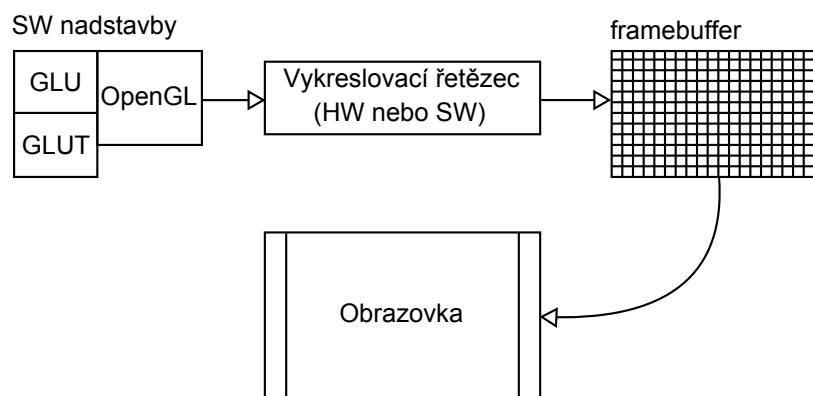 SW nadstavby
framebuffer
GLU
OpenGL
GLUT
Vykreslovací řetězec
(HW nebo SW)
Obrazovka